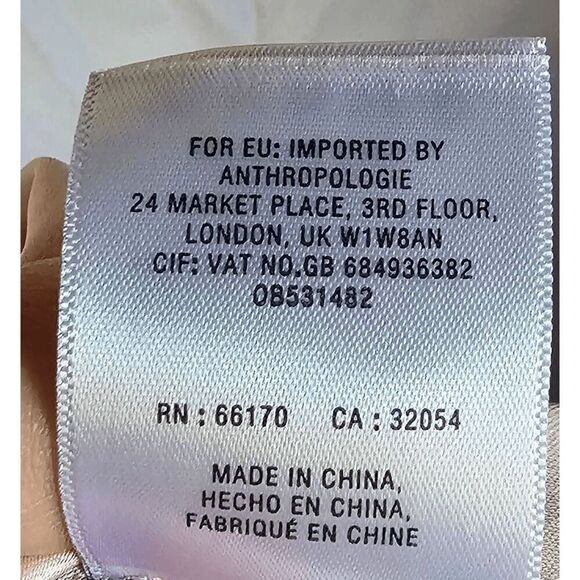 FOR EU: IMPORTED BY
ANTHROPOLOGIE
24 MARKET PLACE, 3RD FLOOR,
LONDON, UK W1W8AN
CIF: VAT NO.GB 684936382
OB531482
RN : 66170 CA : 32054
MADE IN CHINA,
HECHO EN CHINA,
FABRIQUÉ EN CHINE